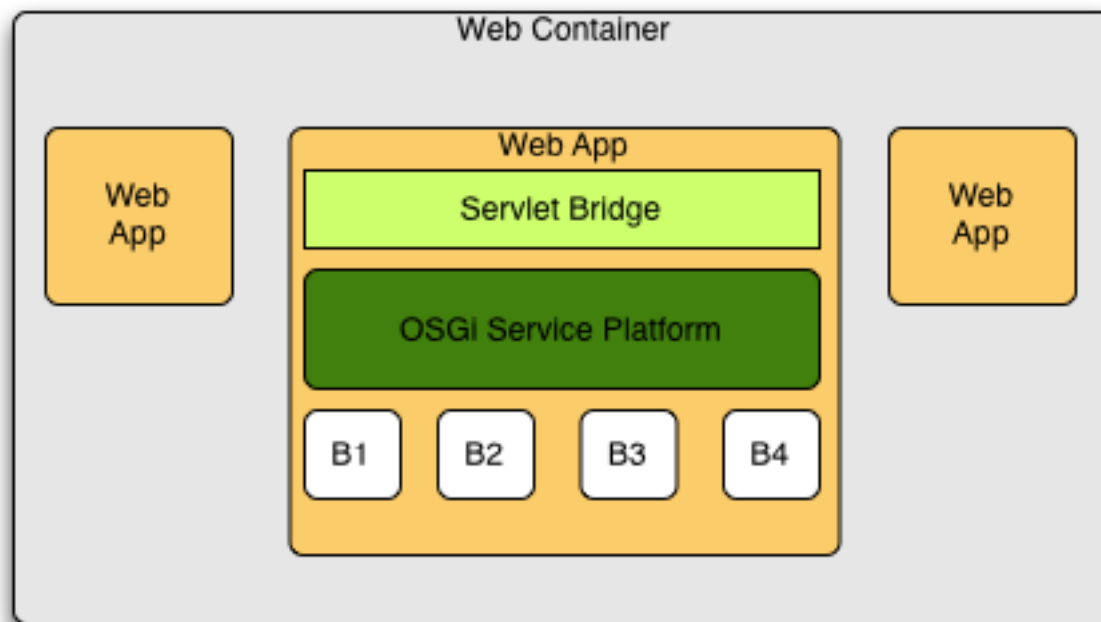 Web Container
Web
App
Web App
Servlet Bridge
OSGi Service Platform
B1
B2
B3
B4
Web
App